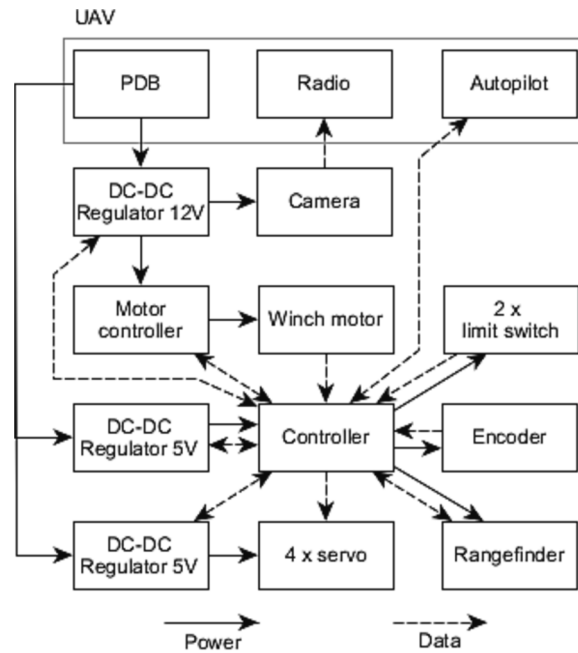 UAV
PDB
Radio
Autopilot
DC-DC
Regulator 12V
Camera
Motor
controller
Winch motor
2 x
limit switch
DC-DC
Regulator 5V
Controller
Encoder
DC-DC
Regulator 5V
4 x servo
Rangefinder
Power
Data